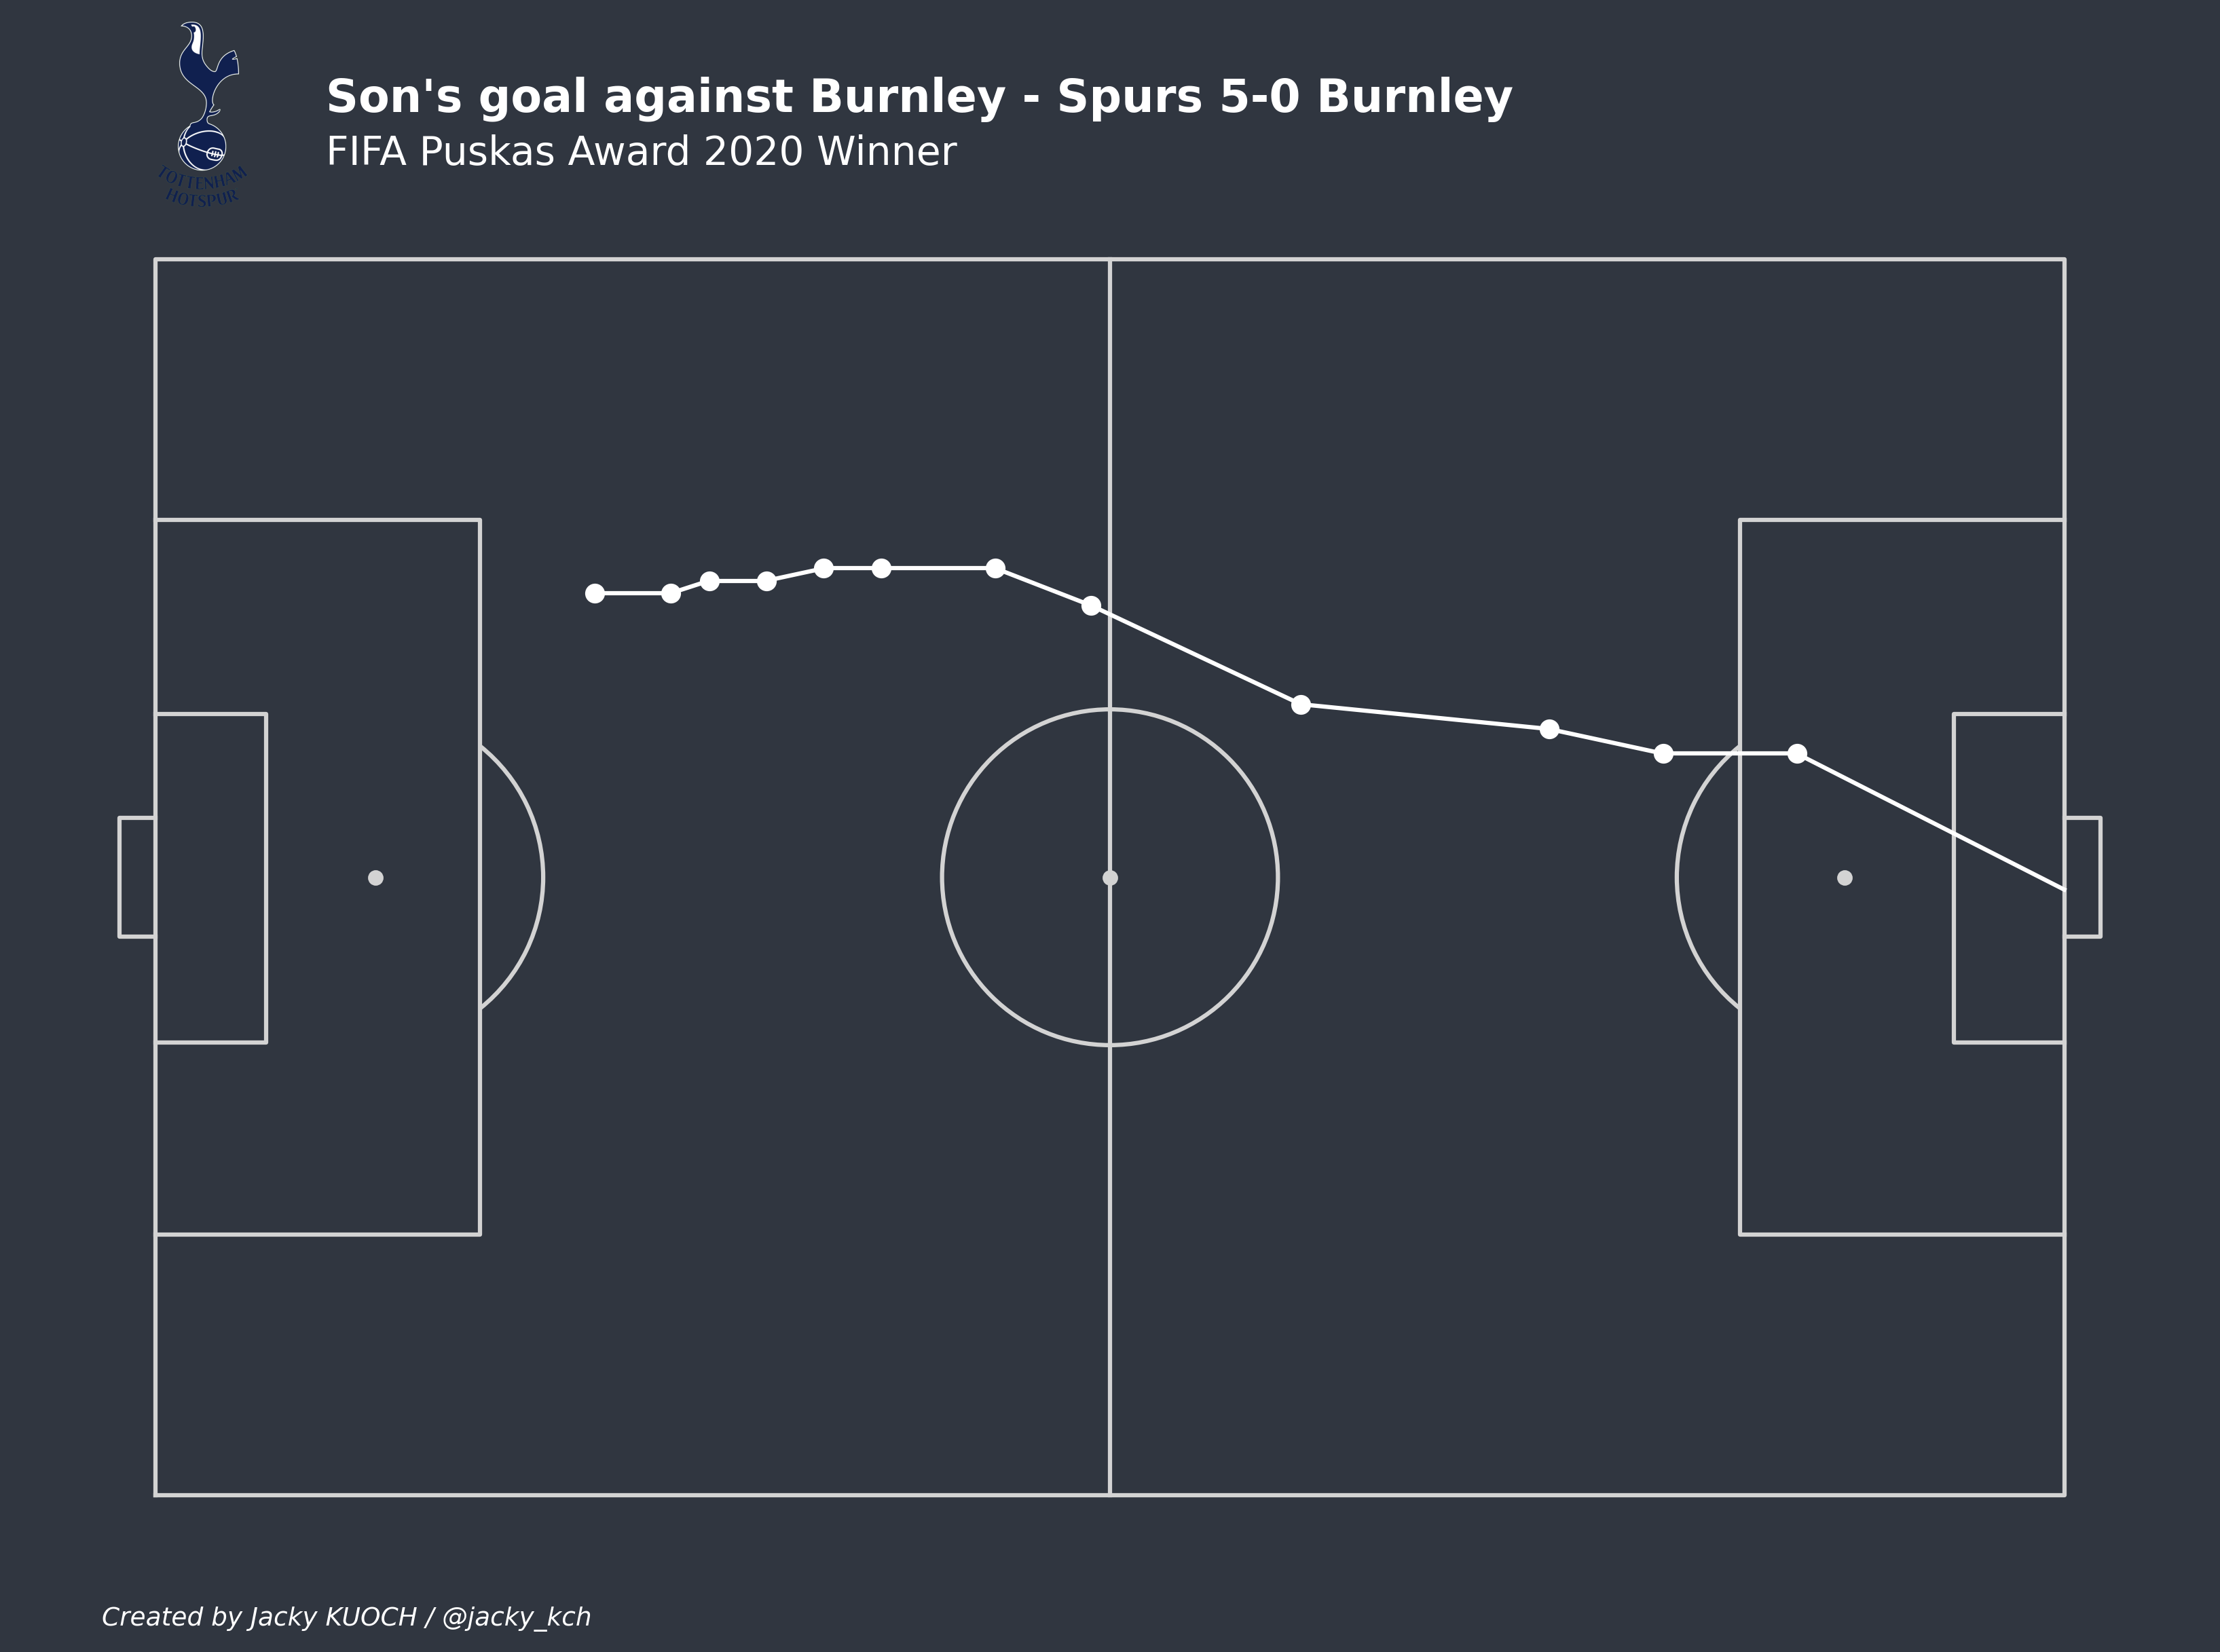 TOTTENHAM
HOTSPUR
Son's goal against Burnley - Spurs 5-0 Burnley
FIFA Puskas Award 2020 Winner
Created by Jacky KUOCH / @jacky_kch